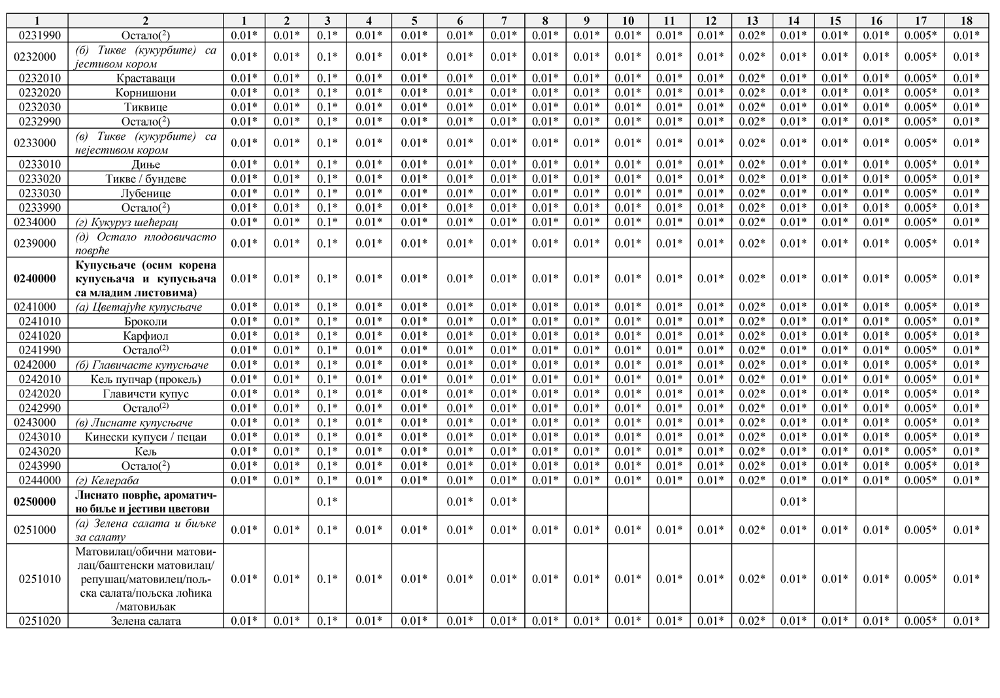 1 2 1 2 3 4 5 6 7 8 9 10 11 12 13 14 15 16 17 18
0231990 Остало(²) 0.01* 0.01* 0.1* 0.01* 0.01* 0.01* 0.01* 0.01* 0.01* 0.01* 0.01* 0.01* 0.02* 0.01* 0.01* 0.01* 0.005* 0.01*
0232000 (б) Тикве (кукурбите) са
јестивом кором 0.01* 0.01* 0.1* 0.01* 0.01* 0.01* 0.01* 0.01* 0.01* 0.01* 0.01* 0.01* 0.02* 0.01* 0.01* 0.01* 0.005* 0.01*
0232010 Краставаци 0.01* 0.01* 0.1* 0.01* 0.01* 0.01* 0.01* 0.01* 0.01* 0.01* 0.01* 0.01* 0.02* 0.01* 0.01* 0.01* 0.005* 0.01*
0232020 Корнишони 0.01* 0.01* 0.1* 0.01* 0.01* 0.01* 0.01* 0.01* 0.01* 0.01* 0.01* 0.01* 0.02* 0.01* 0.01* 0.01* 0.005* 0.01*
0232030 Тиквице 0.01* 0.01* 0.1* 0.01* 0.01* 0.01* 0.01* 0.01* 0.01* 0.01* 0.01* 0.01* 0.02* 0.01* 0.01* 0.01* 0.005* 0.01*
0232990 Остало(²) 0.01* 0.01* 0.1* 0.01* 0.01* 0.01* 0.01* 0.01* 0.01* 0.01* 0.01* 0.01* 0.02* 0.01* 0.01* 0.01* 0.005* 0.01*
0233000 (в) Тикве (кукурбите) са
нејестивом кором 0.01* 0.01* 0.1* 0.01* 0.01* 0.01* 0.01* 0.01* 0.01* 0.01* 0.01* 0.01* 0.02* 0.01* 0.01* 0.01* 0.005* 0.01*
0233010 Диње 0.01* 0.01* 0.1* 0.01* 0.01* 0.01* 0.01* 0.01* 0.01* 0.01* 0.01* 0.01* 0.02* 0.01* 0.01* 0.01* 0.005* 0.01*
0233020 Тикве / бундеве 0.01* 0.01* 0.1* 0.01* 0.01* 0.01* 0.01* 0.01* 0.01* 0.01* 0.01* 0.01* 0.02* 0.01* 0.01* 0.01* 0.005* 0.01*
0233030 Лубенице 0.01* 0.01* 0.1* 0.01* 0.01* 0.01* 0.01* 0.01* 0.01* 0.01* 0.01* 0.01* 0.02* 0.01* 0.01* 0.01* 0.005* 0.01*
0233990 Остало(²) 0.01* 0.01* 0.1* 0.01* 0.01* 0.01* 0.01* 0.01* 0.01* 0.01* 0.01* 0.01* 0.02* 0.01* 0.01* 0.01* 0.005* 0.01*
0234000 (г) Кукуруз шећерац 0.01* 0.01* 0.1* 0.01* 0.01* 0.01* 0.01* 0.01* 0.01* 0.01* 0.01* 0.01* 0.02* 0.01* 0.01* 0.01* 0.005* 0.01*
0239000 (д) Остало плодовичасто
поврће 0.01* 0.01* 0.1* 0.01* 0.01* 0.01* 0.01* 0.01* 0.01* 0.01* 0.01* 0.01* 0.02* 0.01* 0.01* 0.01* 0.005* 0.01*
0240000 Купусњаче (осим корена
купусњача и купусњача
са младим листовима) 0.01* 0.01* 0.1* 0.01* 0.01* 0.01* 0.01* 0.01* 0.01* 0.01* 0.01* 0.01* 0.02* 0.01* 0.01* 0.01* 0.005* 0.01*
0241000 (а) Цветајуће купусњаче 0.01* 0.01* 0.1* 0.01* 0.01* 0.01* 0.01* 0.01* 0.01* 0.01* 0.01* 0.01* 0.02* 0.01* 0.01* 0.01* 0.005* 0.01*
0241010 Броколи 0.01* 0.01* 0.1* 0.01* 0.01* 0.01* 0.01* 0.01* 0.01* 0.01* 0.01* 0.01* 0.02* 0.01* 0.01* 0.01* 0.005* 0.01*
0241020 Карфиол 0.01* 0.01* 0.1* 0.01* 0.01* 0.01* 0.01* 0.01* 0.01* 0.01* 0.01* 0.01* 0.02* 0.01* 0.01* 0.01* 0.005* 0.01*
0241990 Остало⁽²⁾ 0.01* 0.01* 0.1* 0.01* 0.01* 0.01* 0.01* 0.01* 0.01* 0.01* 0.01* 0.01* 0.02* 0.01* 0.01* 0.01* 0.005* 0.01*
0242000 (б) Главичасте купусњаче 0.01* 0.01* 0.1* 0.01* 0.01* 0.01* 0.01* 0.01* 0.01* 0.01* 0.01* 0.01* 0.02* 0.01* 0.01* 0.01* 0.005* 0.01*
0242010 Кељ пупчар (прокељ) 0.01* 0.01* 0.1* 0.01* 0.01* 0.01* 0.01* 0.01* 0.01* 0.01* 0.01* 0.01* 0.02* 0.01* 0.01* 0.01* 0.005* 0.01*
0242020 Главичсти купус 0.01* 0.01* 0.1* 0.01* 0.01* 0.01* 0.01* 0.01* 0.01* 0.01* 0.01* 0.01* 0.02* 0.01* 0.01* 0.01* 0.005* 0.01*
0242990 Остало⁽²⁾ 0.01* 0.01* 0.1* 0.01* 0.01* 0.01* 0.01* 0.01* 0.01* 0.01* 0.01* 0.01* 0.02* 0.01* 0.01* 0.01* 0.005* 0.01*
0243000 (в) Лиснате купусњаче 0.01* 0.01* 0.1* 0.01* 0.01* 0.01* 0.01* 0.01* 0.01* 0.01* 0.01* 0.01* 0.02* 0.01* 0.01* 0.01* 0.005* 0.01*
0243010 Кинески купуси / пецаи 0.01* 0.01* 0.1* 0.01* 0.01* 0.01* 0.01* 0.01* 0.01* 0.01* 0.01* 0.01* 0.02* 0.01* 0.01* 0.01* 0.005* 0.01*
0243020 Кељ 0.01* 0.01* 0.1* 0.01* 0.01* 0.01* 0.01* 0.01* 0.01* 0.01* 0.01* 0.01* 0.02* 0.01* 0.01* 0.01* 0.005* 0.01*
0243990 Остало(²) 0.01* 0.01* 0.1* 0.01* 0.01* 0.01* 0.01* 0.01* 0.01* 0.01* 0.01* 0.01* 0.02* 0.01* 0.01* 0.01* 0.005* 0.01*
0244000 (г) Келераба 0.01* 0.01* 0.1* 0.01* 0.01* 0.01* 0.01* 0.01* 0.01* 0.01* 0.01* 0.01* 0.02* 0.01* 0.01* 0.01* 0.005* 0.01*
0250000 Лиснато поврће, ароматич-
но биље и јестиви цветови 0.1* 0.01* 0.01* 0.01*
0251000 (а) Зелена салата и биљке
за салату 0.01* 0.01* 0.1* 0.01* 0.01* 0.01* 0.01* 0.01* 0.01* 0.01* 0.01* 0.01* 0.02* 0.01* 0.01* 0.01* 0.005* 0.01*
0251010 Матовилац/обични матови-
лац/баштенски матовилац/
репушац/матовилец/пољ-
ска салата/пољска лоћика
/матовиљак 0.01* 0.01* 0.1* 0.01* 0.01* 0.01* 0.01* 0.01* 0.01* 0.01* 0.01* 0.01* 0.02* 0.01* 0.01* 0.01* 0.005* 0.01*
0251020 Зелена салата 0.01* 0.01* 0.1* 0.01* 0.01* 0.01* 0.01* 0.01* 0.01* 0.01* 0.01* 0.01* 0.02* 0.01* 0.01* 0.01* 0.005* 0.01*